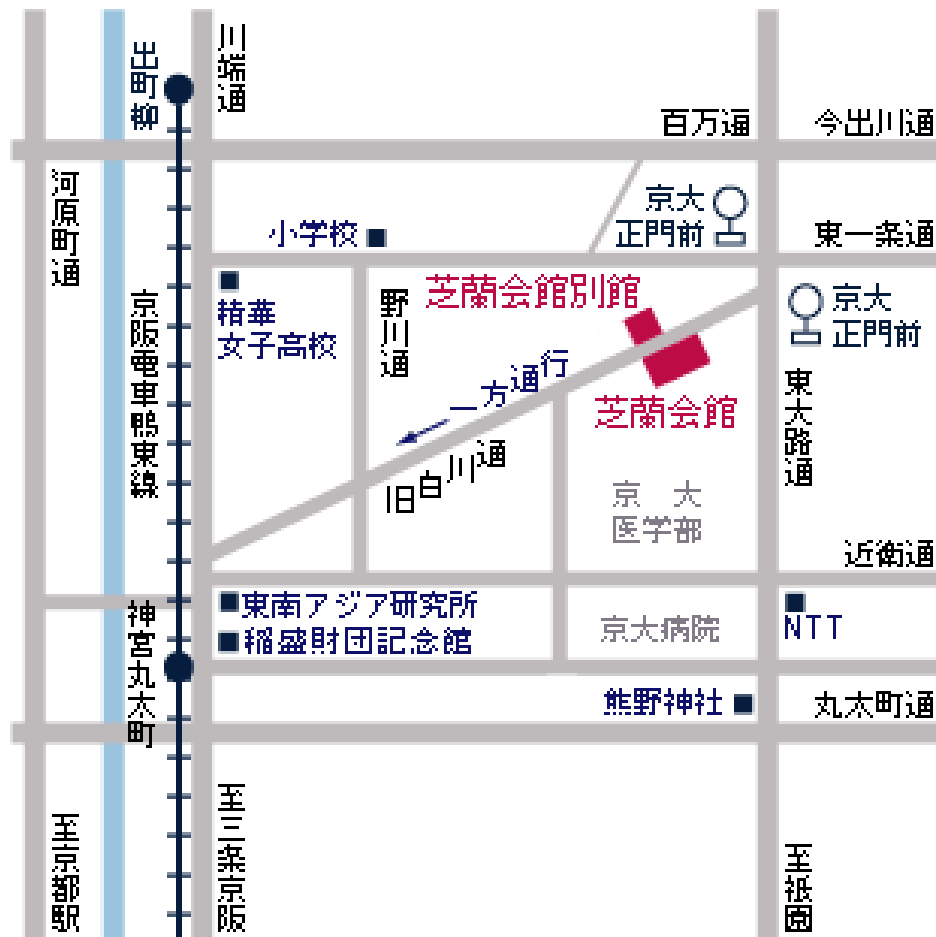 出町柳
川端通
百万通
今出川通
河原町通
京大
正門前
小学校
東一条通
精華
女子高校
芝蘭会館別館
野川通
京阪電車鴨東線
京大
正門前
一方通行
芝蘭会館
東大路通
旧白川通
京 大
医学部
近衛通
神宮丸太町
東南アジア研究所
稲盛財団記念館
京大病院
NTT
熊野神社
丸太町通
至京都駅
至三条京阪
至祇園